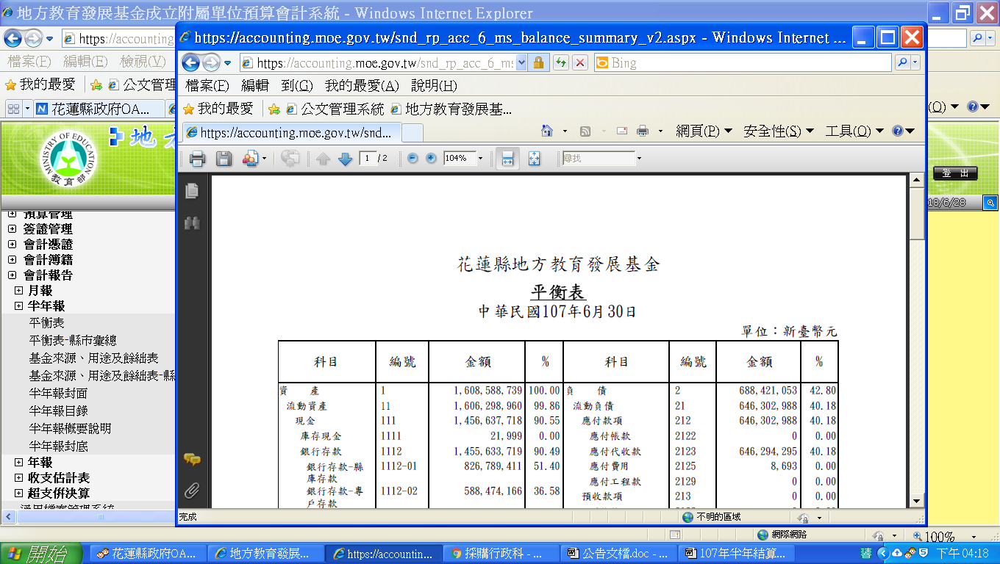 地方教育發展基金成立附屬單位預算會計系統 - Windows Internet Explorer
https://accounting
檔案(F) 編輯(E) 檢視(V)
我的最愛 公文管理
花蓮縣政府OA...
(O)
MINISTRY OF EDUCATION
教育部
地方
登 出
18/6/28
預算管理
簽證管理
會計憑證
會計簿籍
會計報告
月報
半年報
平衡表
平衡表-縣市彙總
基金來源、用途及餘絀表
基金來源、用途及餘絀表-縣
半年報封面
半年報目錄
半年報概要說明
半年報封底
年報
收支估計表
超支併決算
https://accounting.moe.gov.tw/snd_rp_acc_6_ms_balance_summary_v2.aspx - Windows Internet ...
https://accounting.moe.gov.tw/snd_rp_acc_6_ms
Bing
檔案(F) 編輯 到(G) 我的最愛(A) 說明(H)
我的最愛 公文管理系統 地方教育發展基...
https://accounting.moe.gov.tw/snd...
網頁(P) 安全性(S) 工具(O)
1 / 2 104% 尋找
花蓮縣地方教育發展基金
平衡表
中華民國107年6月30日
單位：新臺幣元
科目 編號 金額 % 科目 編號 金額 %
資 產 1 1,608,588,739 100.00 負 債 2 688,421,053 42.80
流動資產 11 1,606,298,960 99.86 流動負債 21 646,302,988 40.18
現金 111 1,456,637,718 90.55 應付款項 212 646,302,988 40.18
庫存現金 1111 21,999 0.00 應付帳款 2122 0 0.00
銀行存款 1112 1,455,633,719 90.49 應付代收款 2123 646,294,295 40.18
銀行存款-縣庫存款 1112-01 826,789,411 51.40 應付費用 2125 8,693 0.00
應付工程款 2129 0 0.00
銀行存款-專戶存款 1112-02 588,474,166 36.58 預收款項 213 0 0.00
完成 不明的區域
網際網路 100%
開始 花蓮縣政府OA... 地方教育發展... https://accountin... 採購行政科 - ... 公告文檔.doc - ... 107年半年結算... 下午 04:18